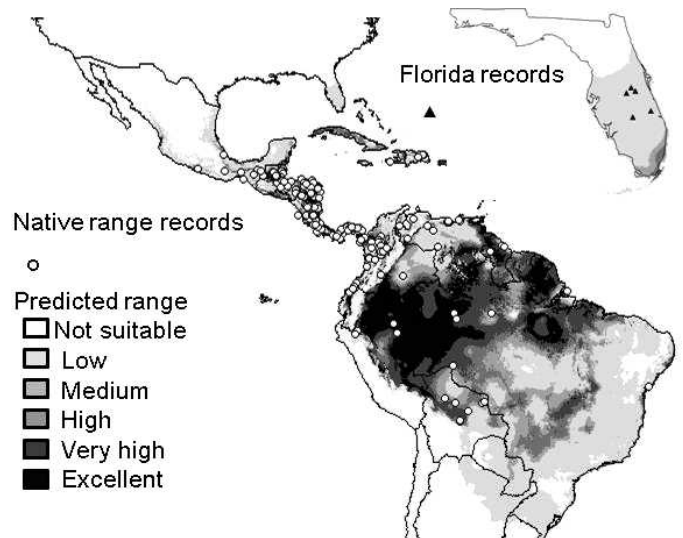 Florida records
Native range records
Predicted range
Not suitable
Low
Medium
High
Very high
Excellent